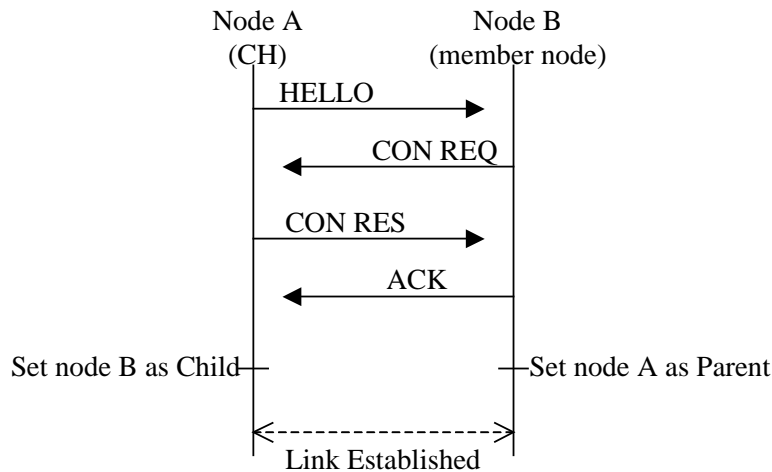 Node A
(CH)
Node B
(member node)
HELLO
CON REQ
CON RES
ACK
Set node B as Child
Set node A as Parent
Link Established